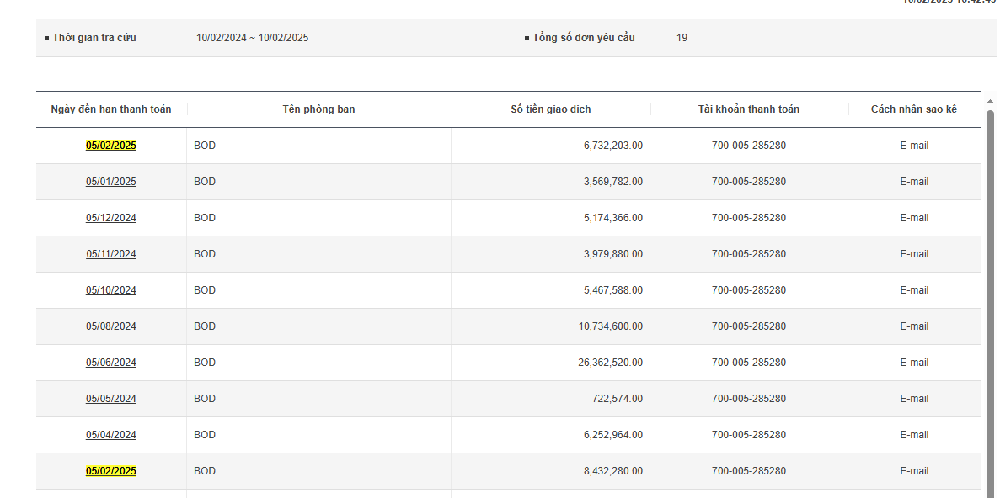 Thời gian tra cứu 10/02/2024 ~ 10/02/2025 Tổng số đơn yêu cầu 19
Ngày đến hạn thanh toán Tên phòng ban Số tiền giao dịch Tài khoản thanh toán Cách nhận sao kê
05/02/2025 BOD 6,732,203.00 700-005-285280 E-mail
05/01/2025 BOD 3,569,782.00 700-005-285280 E-mail
05/12/2024 BOD 5,174,366.00 700-005-285280 E-mail
05/11/2024 BOD 3,979,880.00 700-005-285280 E-mail
05/10/2024 BOD 5,467,588.00 700-005-285280 E-mail
05/08/2024 BOD 10,734,600.00 700-005-285280 E-mail
05/06/2024 BOD 26,362,520.00 700-005-285280 E-mail
05/05/2024 BOD 722,574.00 700-005-285280 E-mail
05/04/2024 BOD 6,252,964.00 700-005-285280 E-mail
05/02/2025 BOD 8,432,280.00 700-005-285280 E-mail